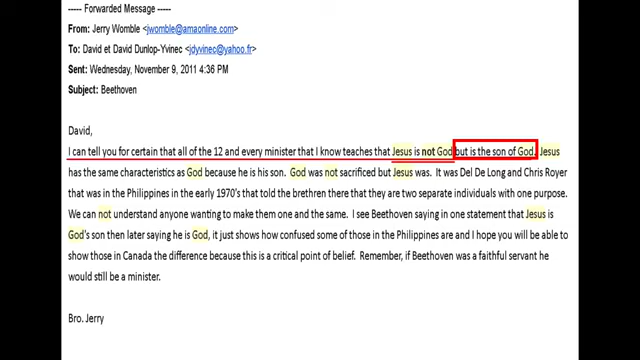 ----- Forwarded Message -----
From: Jerry Womble <jwomble@amaonline.com>
To: David et David Dunlop-Yvinec <jdyvinec@yahoo.fr>
Sent: Wednesday, November 9, 2011 4:36 PM
Subject: Beethoven
David,
I can tell you for certain that all of the 12 and every minister that I know teaches that Jesus is not God but is the son of God. Jesus
has the same characteristics as God because he is his son. God was not sacrificed but Jesus was. It was Del De Long and Chris Royer
that was in the Philippines in the early 1970's that told the brethren there that they are two separate individuals with one purpose.
We can not understand anyone wanting to make them one and the same. I see Beethoven saying in one statement that Jesus is
God's son then later saying he is God, it just shows how confused some of those in the Philippines are and I hope you will be able to
show those in Canada the difference because this is a critical point of belief. Remember, if Beethoven was a faithful servant he
would still be a minister.
Bro. Jerry